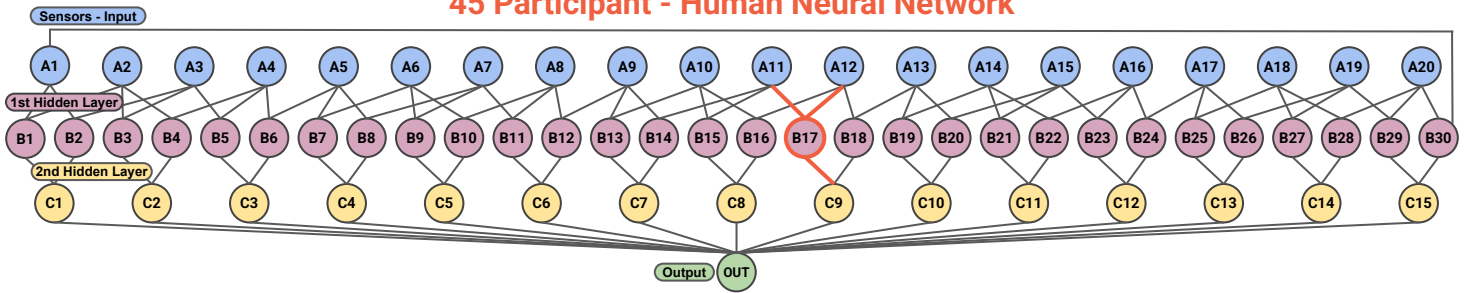 45 Participant - Human Neural Network
Sensors - Input
A1 A2 A3 A4 A5 A6 A7 A8 A9 A10 A11 A12 A13 A14 A15 A16 A17 A18 A19 A20
1st Hidden Layer
B1 B2 B3 B4 B5 B6 B7 B8 B9 B10 B11 B12 B13 B14 B15 B16 B17 B18 B19 B20 B21 B22 B23 B24 B25 B26 B27 B28 B29 B30
2nd Hidden Layer
C1 C2 C3 C4 C5 C6 C7 C8 C9 C10 C11 C12 C13 C14 C15
Output OUT